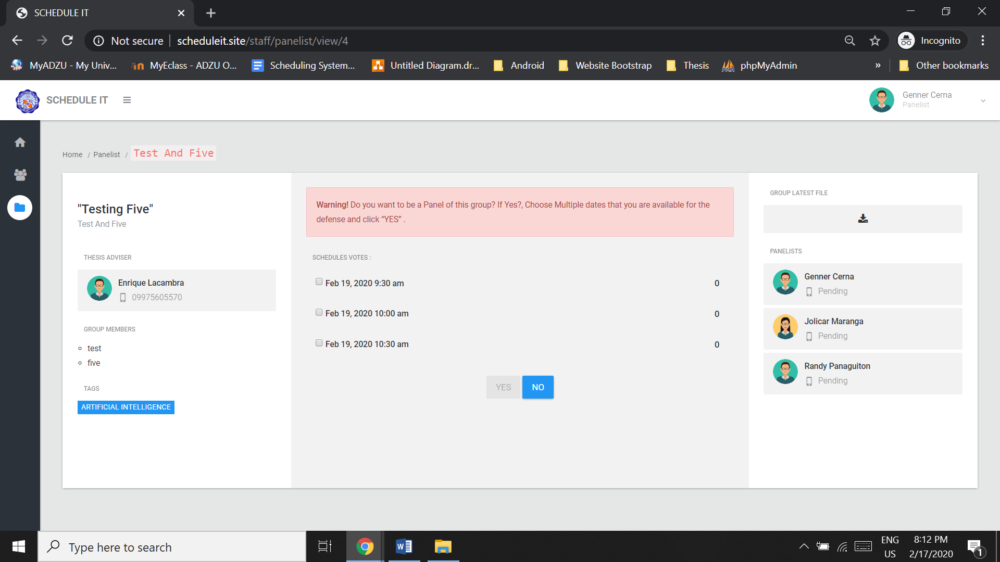 SCHEDULE IT
Not secure | scheduleit.site/staff/panelist/view/4
Incognito
MyADZU - My Univ...
MyEclass - ADZU O...
Scheduling System...
Untitled Diagram.dr...
Android
Website Bootstrap
Thesis
phpMyAdmin
»
Other bookmarks
SCHEDULE IT
Genner Cerna
Panelist
Home / Panelist / Test And Five
"Testing Five"
Test And Five
THESIS ADVISER
Enrique Lacambra
09975605570
GROUP MEMBERS
test
five
TAGS
ARTIFICIAL INTELLIGENCE
Warning! Do you want to be a Panel of this group? If Yes?, Choose Multiple dates that you are available for the
defense and click “YES” .
SCHEDULES VOTES :
Feb 19, 2020 9:30 am 0
Feb 19, 2020 10:00 am 0
Feb 19, 2020 10:30 am 0
YES NO
GROUP LATEST FILE
PANELISTS
Genner Cerna
Pending
Jolicar Maranga
Pending
Randy Panaguiton
Pending
Type here to search
ENG
US
8:12 PM
2/17/2020
1